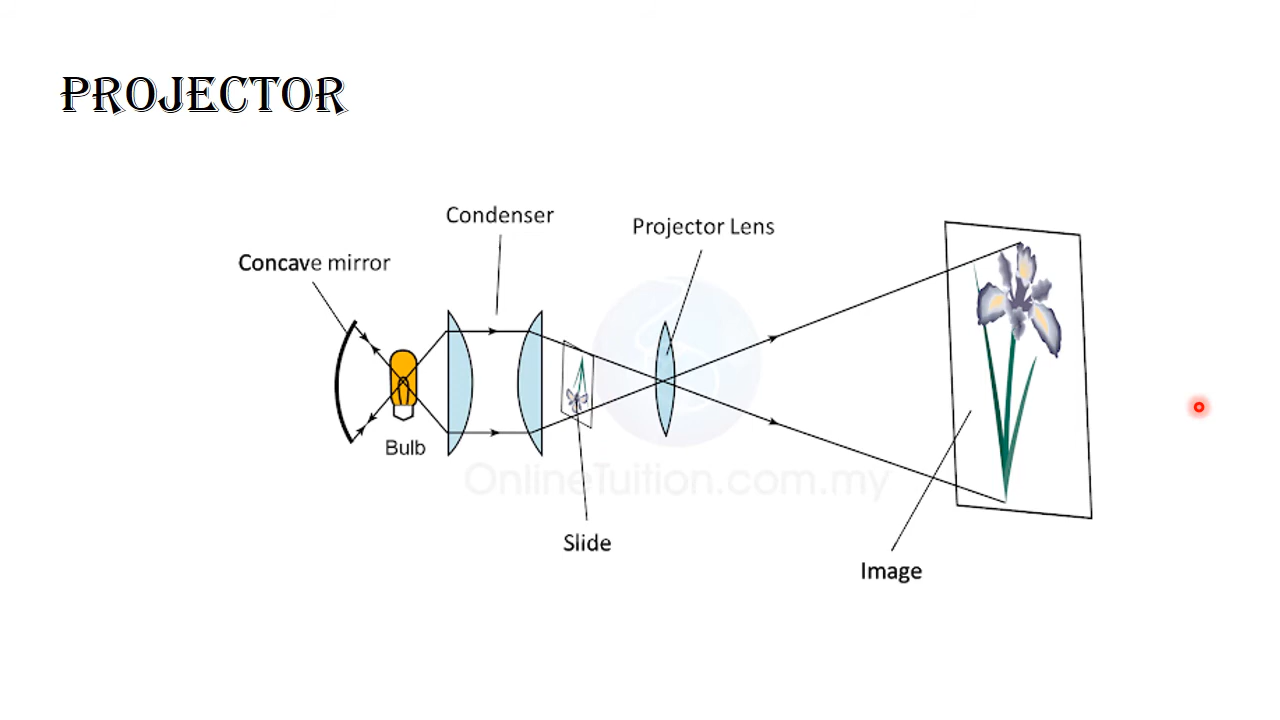 PROJECTOR
Condenser
Projector Lens
Concave mirror
Bulb
OnlineTuition.com.my
Slide
Image